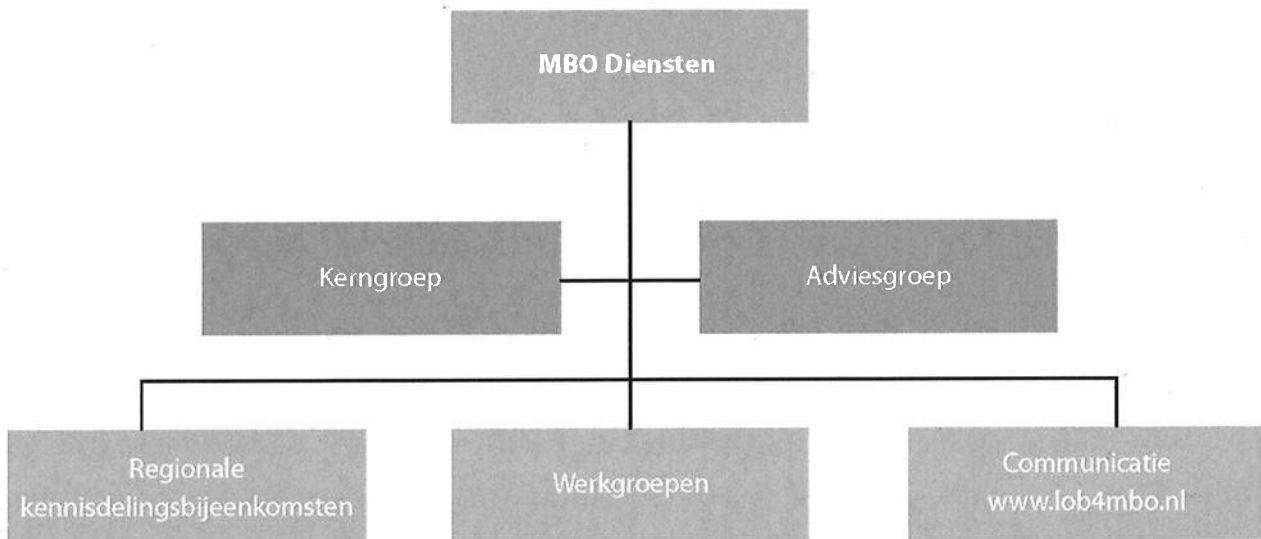 MBO Diensten
Kerngroep
Adviesgroep
Regionale
kennisdelingsbijeenkomsten
Werkgroepen
Communicatie
www.lob4mbo.nl